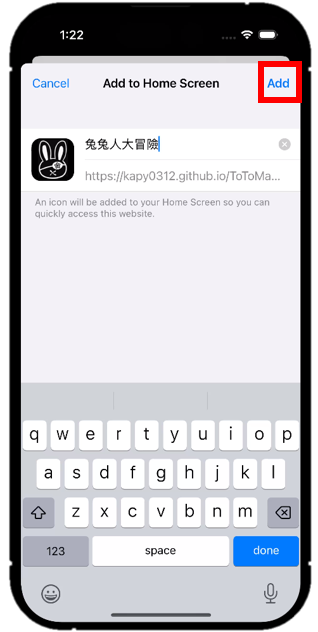 1:22
Cancel
Add to Home Screen
Add
兔兔人大冒險
https://kapy0312.github.io/ToToMa...
An icon will be added to your Home Screen so you can
quickly access this website.
q w e r t y u i o p
a s d f g h j k l
z x c v b n m
123 space done